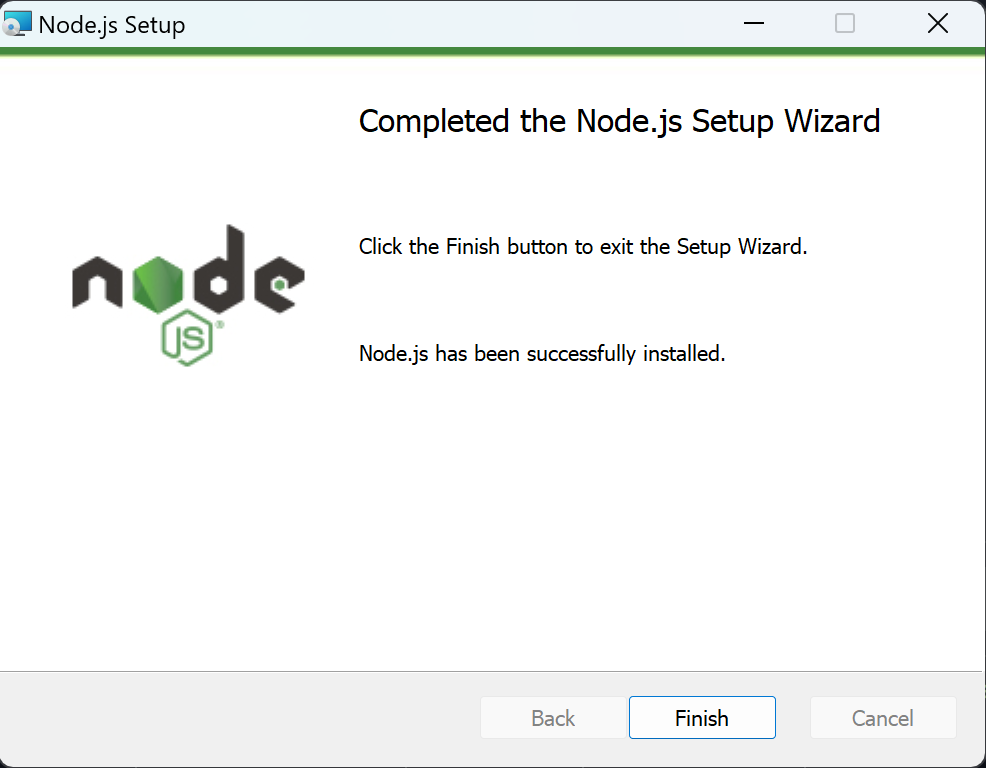 Node.js Setup
Completed the Node.js Setup Wizard
Click the Finish button to exit the Setup Wizard.
node
JS®
Node.js has been successfully installed.
Back
Finish
Cancel